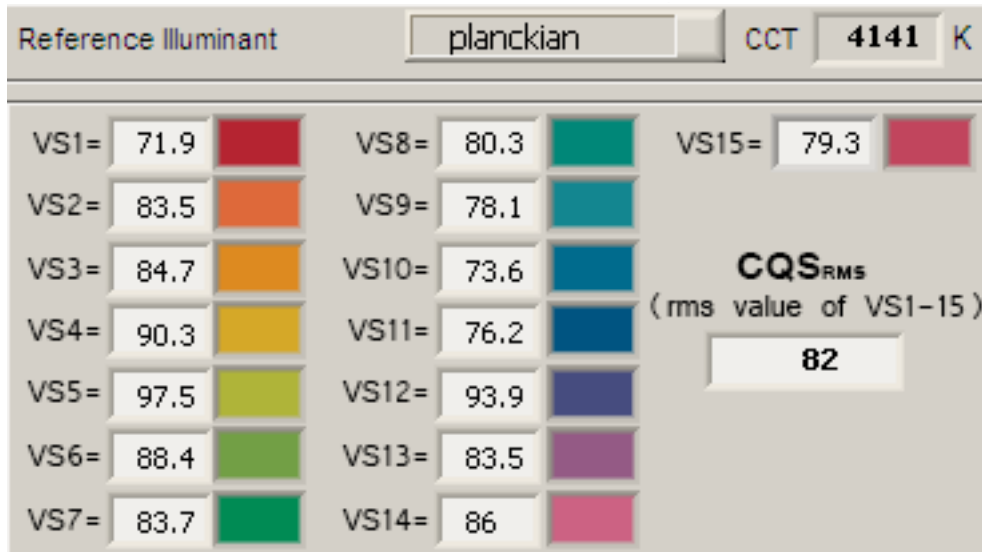 Reference Illuminant planckian CCT 4141 K
VS1= 71.9 VS8= 80.3 VS15= 79.3
VS2= 83.5 VS9= 78.1
VS3= 84.7 VS10= 73.6 CQSRMS
VS4= 90.3 VS11= 76.2 (rms value of VS1-15)
VS5= 97.5 VS12= 93.9 82
VS6= 88.4 VS13= 83.5
VS7= 83.7 VS14= 86